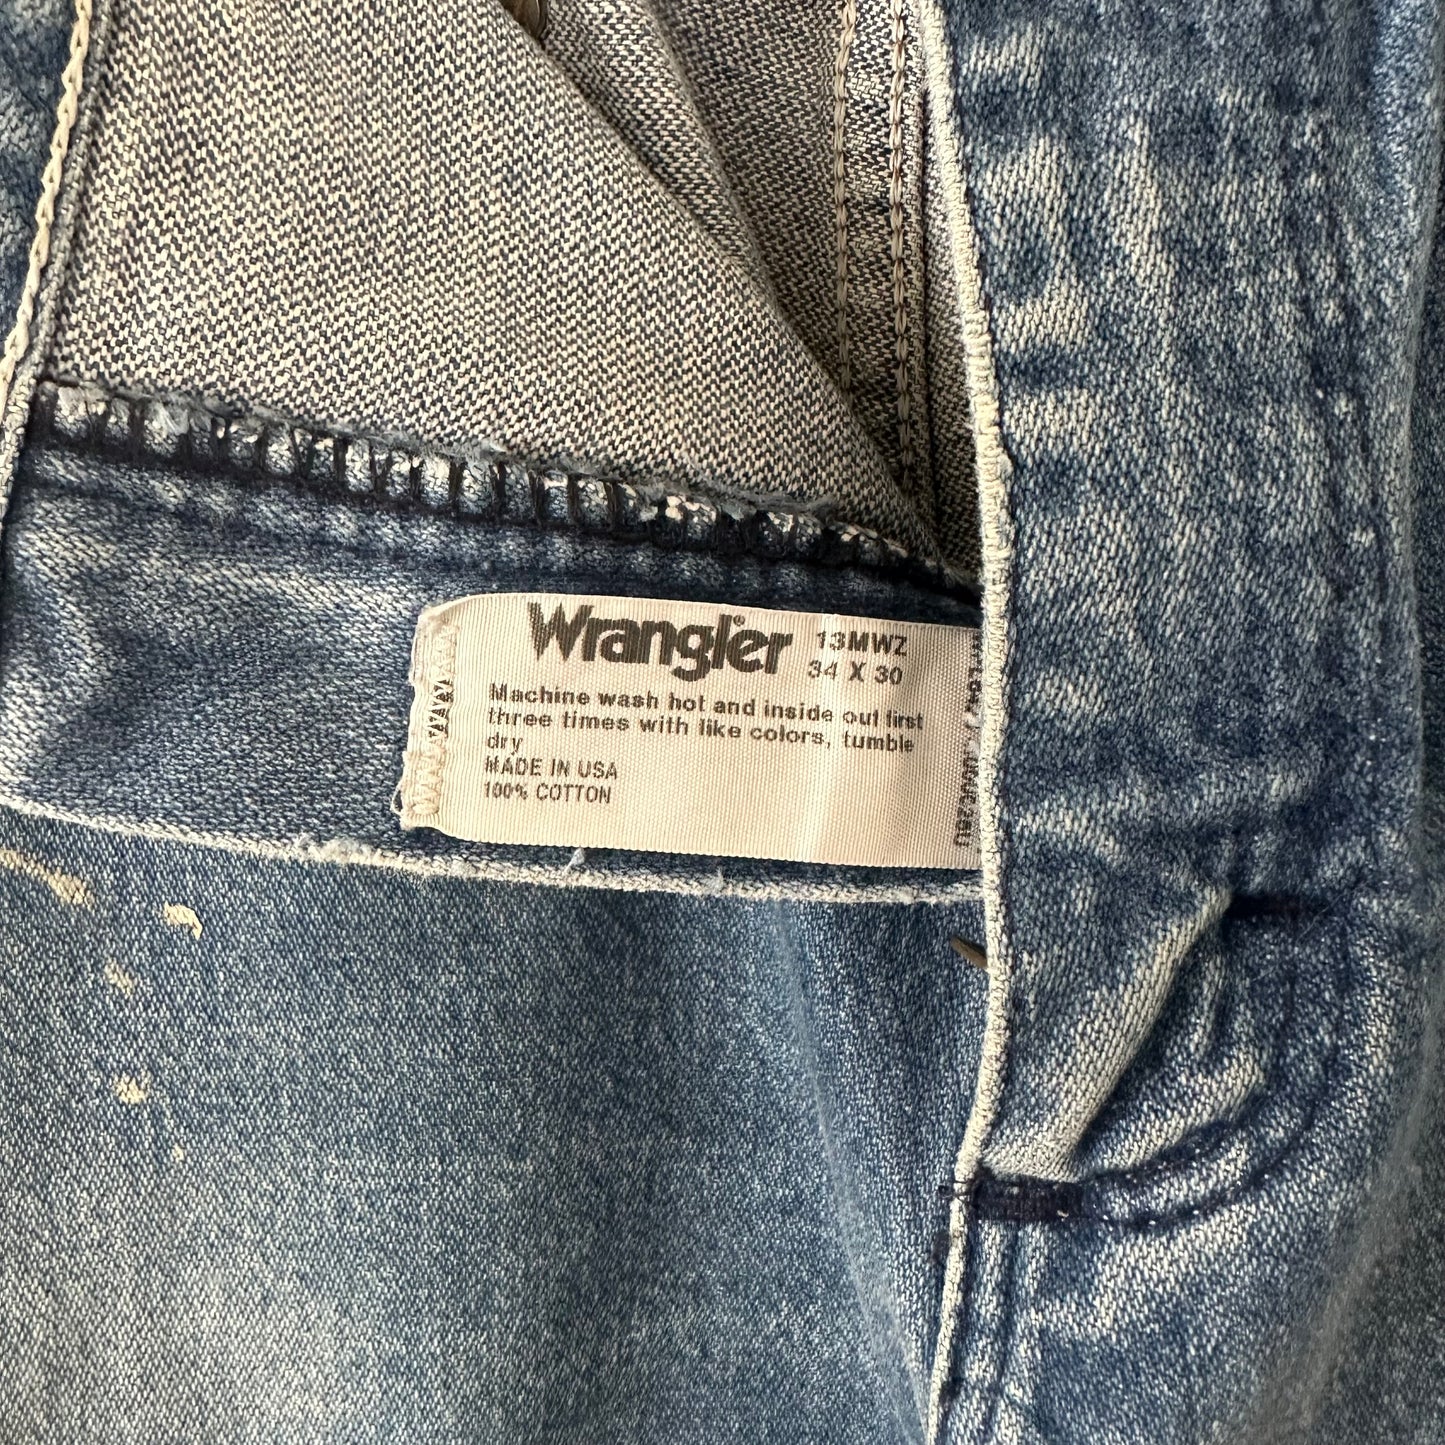 Wrangler 13MWZ
34 X 30
Machine wash hot and inside out first
three times with like colors, tumble
dry
MADE IN USA
100% COTTON